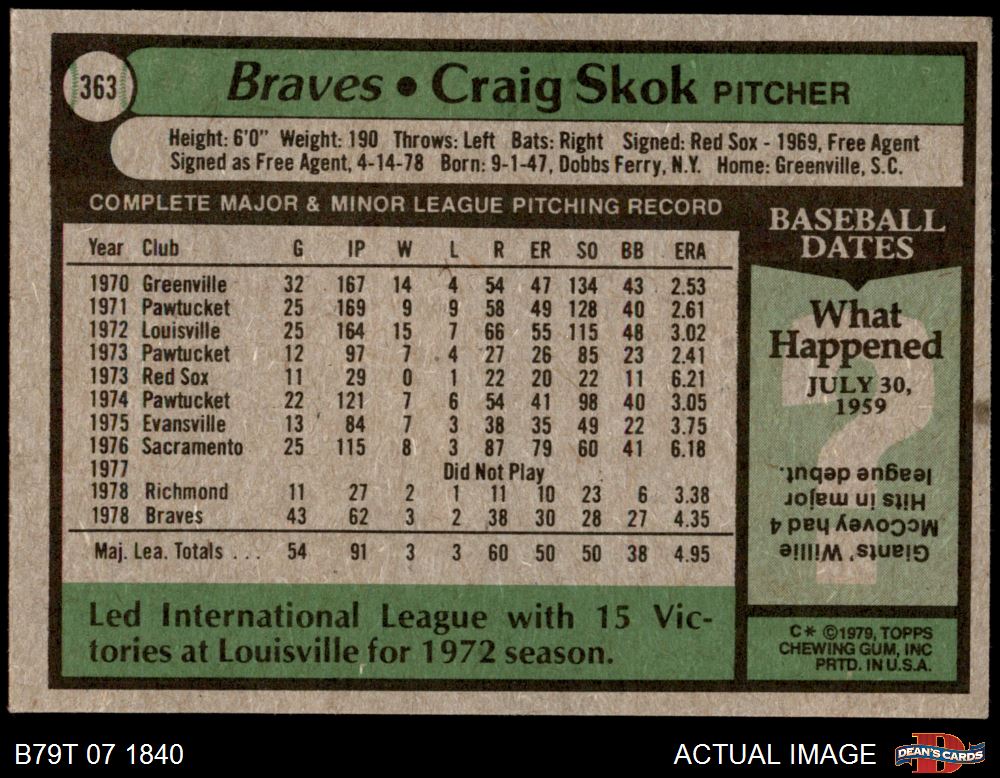 363
Braves • Craig Skok PITCHER
Height: 6'0" Weight: 190 Throws: Left Bats: Right Signed: Red Sox - 1969, Free Agent
Signed as Free Agent, 4-14-78 Born: 9-1-47, Dobbs Ferry, N.Y. Home: Greenville, S.C.
COMPLETE MAJOR & MINOR LEAGUE PITCHING RECORD
Year Club G IP W L R ER SO BB ERA
1970 Greenville 32 167 14 4 54 47 134 43 2.53
1971 Pawtucket 25 169 9 9 58 49 128 40 2.61
1972 Louisville 25 164 15 7 66 55 115 48 3.02
1973 Pawtucket 12 97 7 4 27 26 85 23 2.41
1973 Red Sox 11 29 0 1 22 20 22 11 6.21
1974 Pawtucket 22 121 7 6 54 41 98 40 3.05
1975 Evansville 13 84 7 3 38 35 49 22 3.75
1976 Sacramento 25 115 8 3 87 79 60 41 6.18
1977 Did Not Play
1978 Richmond 11 27 2 1 11 10 23 6 3.38
1978 Braves 43 62 3 2 38 30 28 27 4.35
Maj. Lea. Totals . . . 54 91 3 3 60 50 50 38 4.95
Led International League with 15 Vic-
tories at Louisville for 1972 season.
BASEBALL
DATES
What
Happened
JULY 30,
1959
?
Giants' Willie
McCovey had 4
Hits in major
league debut.
C* ©1979, TOPPS
CHEWING GUM, INC
PRTD. IN U.S.A.
B79T 07 1840
ACTUAL IMAGE
D
DEAN'S CARDS